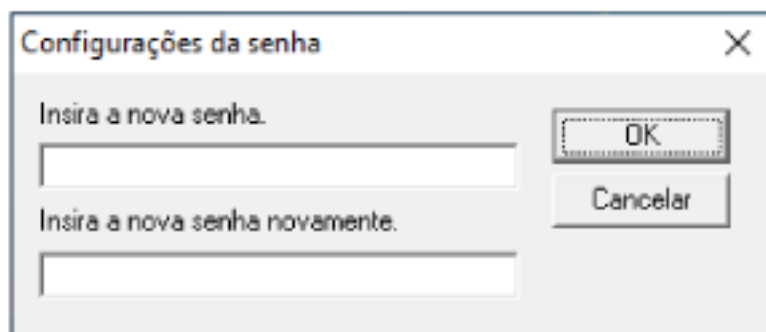 Configurações da senha
Insira a nova senha.
OK
Cancelar
Insira a nova senha novamente.